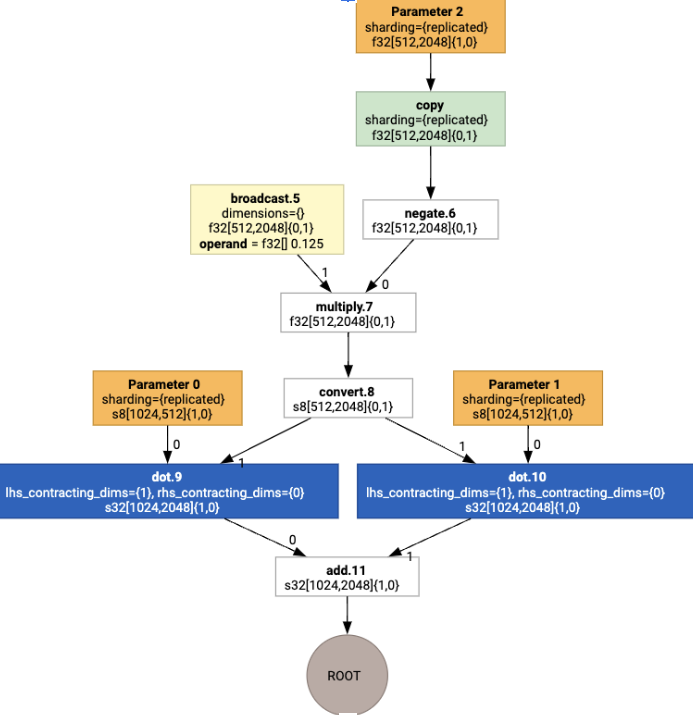 Parameter 2
sharding={replicated}
f32[512,2048]{1,0}
copy
sharding={replicated}
f32[512,2048]{0,1}
broadcast.5
dimensions={}
f32[512,2048]{0,1}
operand = f32[] 0.125
negate.6
f32[512,2048]{0,1}
1
0
multiply.7
f32[512,2048]{0,1}
Parameter 0
sharding={replicated}
s8[1024,512]{1,0}
convert.8
s8[512,2048]{0,1}
Parameter 1
sharding={replicated}
s8[1024,512]{1,0}
0
1
1
0
dot.9
lhs_contracting_dims={1}, rhs_contracting_dims={0}
s32[1024,2048]{1,0}
dot.10
lhs_contracting_dims={1}, rhs_contracting_dims={0}
s32[1024,2048]{1,0}
0
1
add.11
s32[1024,2048]{1,0}
ROOT